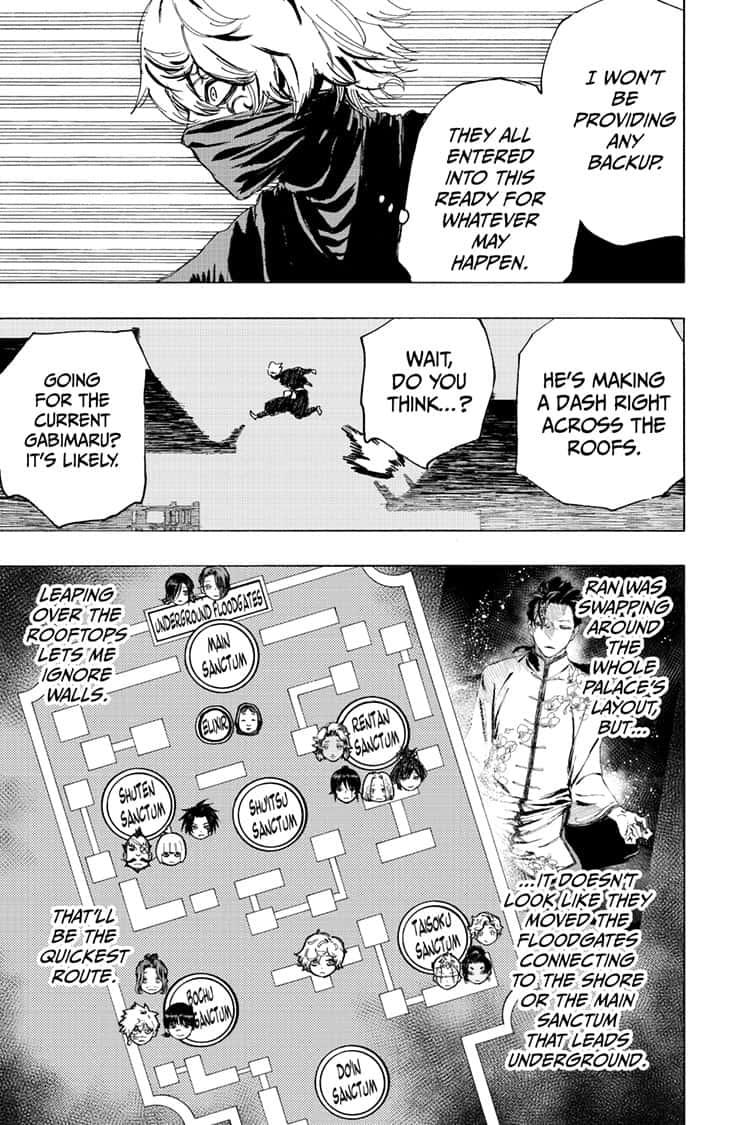 I WON'T
BE
PROVIDING
ANY
BACKUP.
THEY ALL
ENTERED
INTO THIS
READY FOR
WHATEVER
MAY
HAPPEN.
HE'S MAKING
A DASH RIGHT
ACROSS THE
ROOFS.
WAIT,
DO YOU
THINK...?
GOING
FOR THE
CURRENT
GABIMARU?
IT'S LIKELY.
RAN WAS
SWAPPING
AROUND
THE
WHOLE
PALACE'S
LAYOUT,
BUT...
...IT DOESN'T
LOOK LIKE THEY
MOVED THE
FLOODGATES
CONNECTING
TO THE SHORE
OR THE MAIN
SANCTUM
THAT LEADS
UNDERGROUND.
LEAPING
OVER THE
ROOFTOPS
LETS ME
IGNORE
WALLS.
THAT'LL
BE THE
QUICKEST
ROUTE.
UNDERGROUND FLOODGATES
MAIN
SANCTUM
ELIXIR
RENTAN
SANCTUM
SHUTEN
SANCTUM
SHUITSU
SANCTUM
TAISOKU
SANCTUM
BOCHU
SANCTUM
DO'IN
SANCTUM